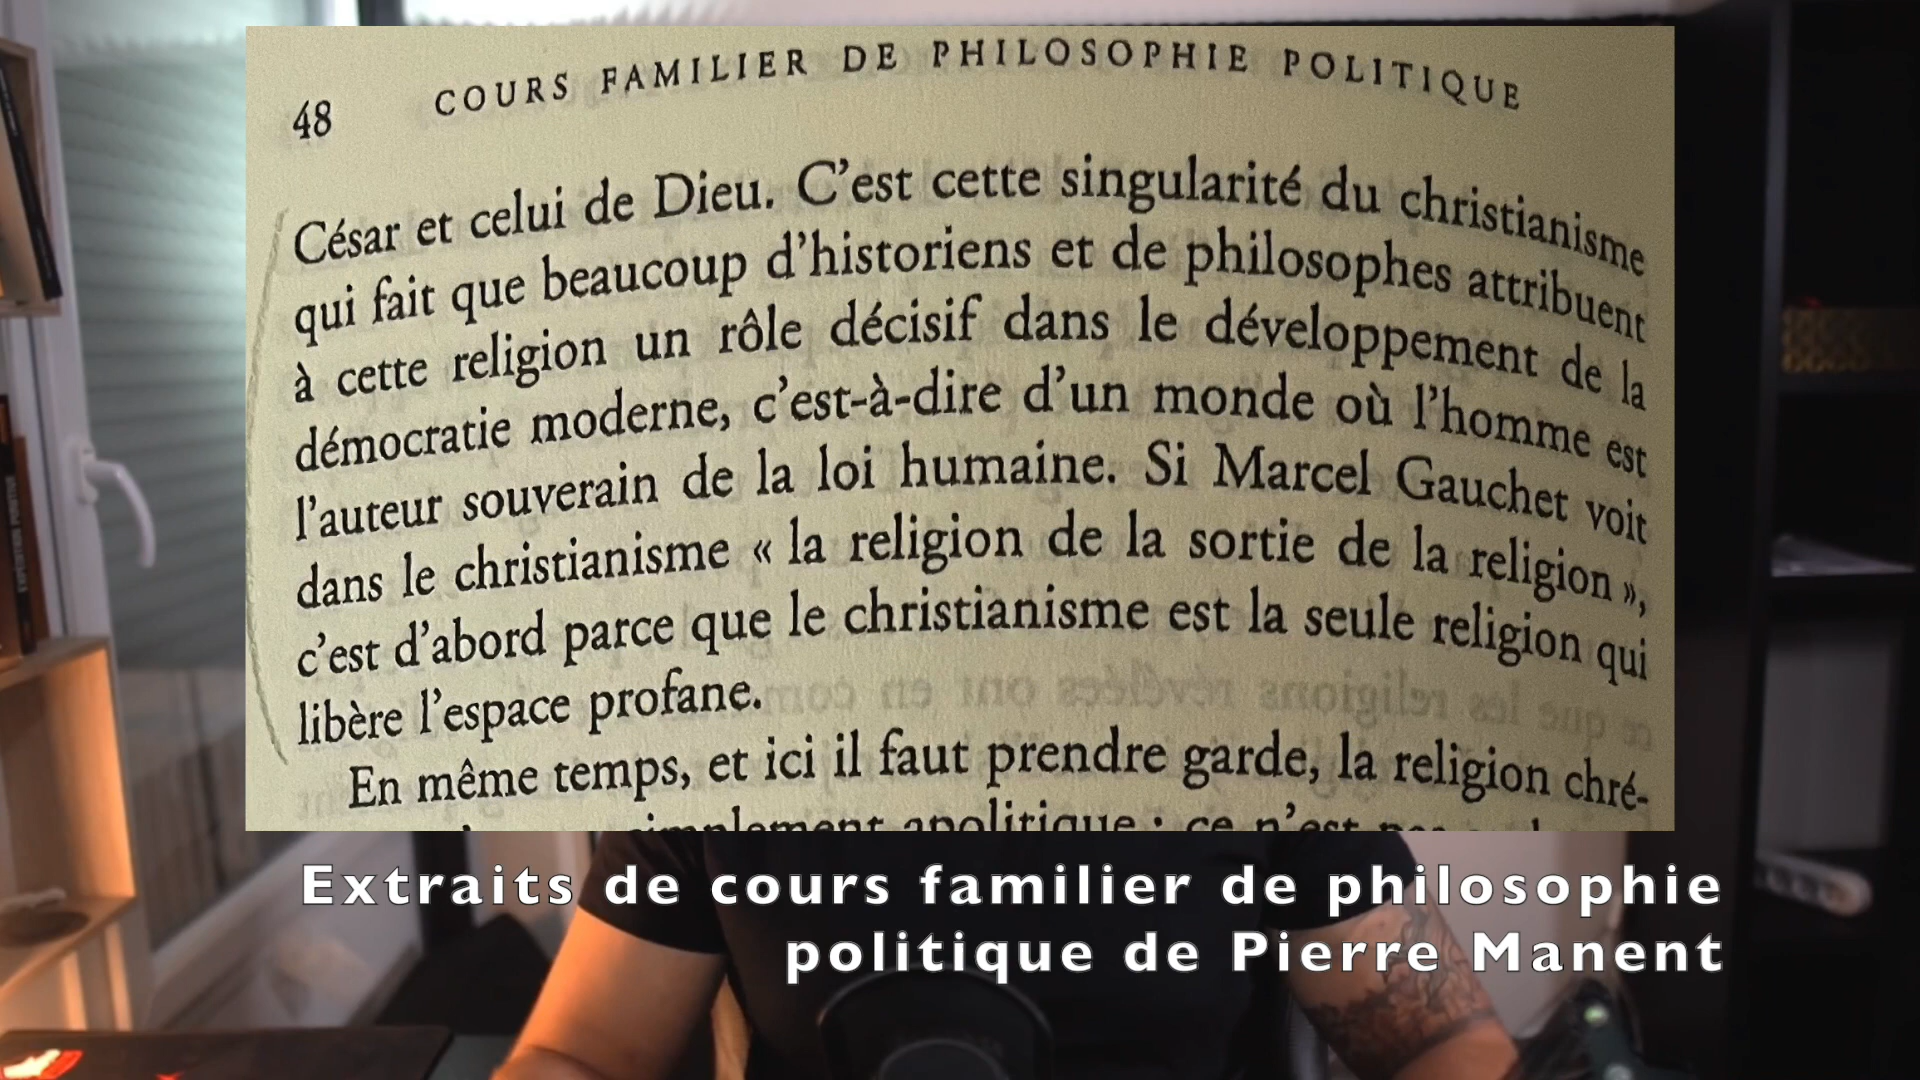 48 COURS FAMILIER DE PHILOSOPHIE POLITIQUE
César et celui de Dieu. C'est cette singularité du christianisme
qui fait que beaucoup d'historiens et de philosophes attribuent
à cette religion un rôle décisif dans le développement de la
démocratie moderne, c'est-à-dire d'un monde où l'homme est
l'auteur souverain de la loi humaine. Si Marcel Gauchet voit
dans le christianisme « la religion de la sortie de la religion »,
c'est d'abord parce que le christianisme est la seule religion qui
libère l'espace profane.
En même temps, et ici il faut prendre garde, la religion chré-
simplement apolitique : ce n'est
Extraits de cours familier de philosophie
politique de Pierre Manent